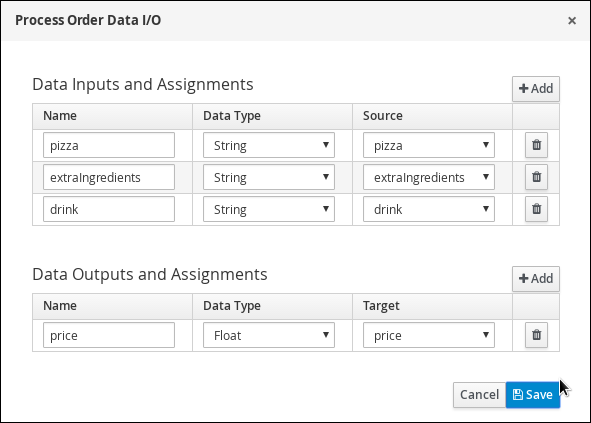 Process Order Data I/O ×
Data Inputs and Assignments + Add
Name Data Type Source
pizza String pizza
extraIngredients String extraIngredients
drink String drink
Data Outputs and Assignments + Add
Name Data Type Target
price Float price
Cancel Save